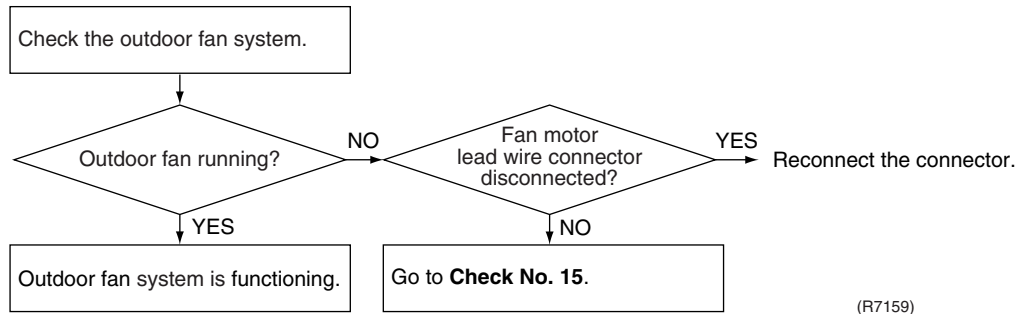 Check the outdoor fan system.
Outdoor fan running?
NO
Fan motor
lead wire connector
disconnected?
YES
Reconnect the connector.
YES
Outdoor fan system is functioning.
NO
Go to Check No. 15.
(R7159)